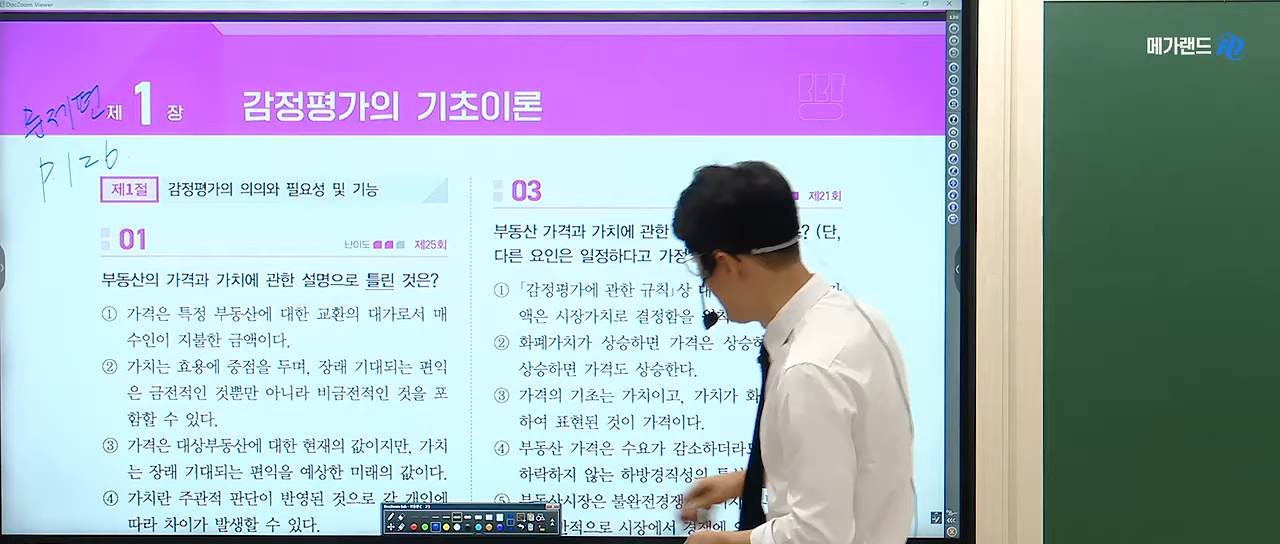 DocZoom Viewer
메가랜드
문제편
p.126
제 1 장 감정평가의 기초이론
제1절 감정평가의 의의와 필요성 및 기능
01
난이도 제25회
부동산의 가격과 가치에 관한 설명으로 틀린 것은?
① 가격은 특정 부동산에 대한 교환의 대가로서 매
수인이 지불한 금액이다.
② 가치는 효용에 중점을 두며, 장래 기대되는 편익
은 금전적인 것뿐만 아니라 비금전적인 것을 포
함할 수 있다.
③ 가격은 대상부동산에 대한 현재의 값이지만, 가치
는 장래 기대되는 편익을 예상한 미래의 값이다.
④ 가치란 주관적 판단이 반영된 것으로 각 개인에
따라 차이가 발생할 수 있다.
03
제21회
부동산 가격과 가치에 관한 ? (단,
다른 요인은 일정하다고 가정
① 「감정평가에 관한 규칙」상
액은 시장가치로 결정함을
② 화폐가치가 상승하면 가격은
상승하면 가격도 상승한다.
③ 가격의 기초는 가치이고, 가치가
하여 표현된 것이 가격이다.
④ 부동산 가격은 수요가 감소하더라도
하락하지 않는 하방경직성의
⑤ 부동산시장은
시장에서